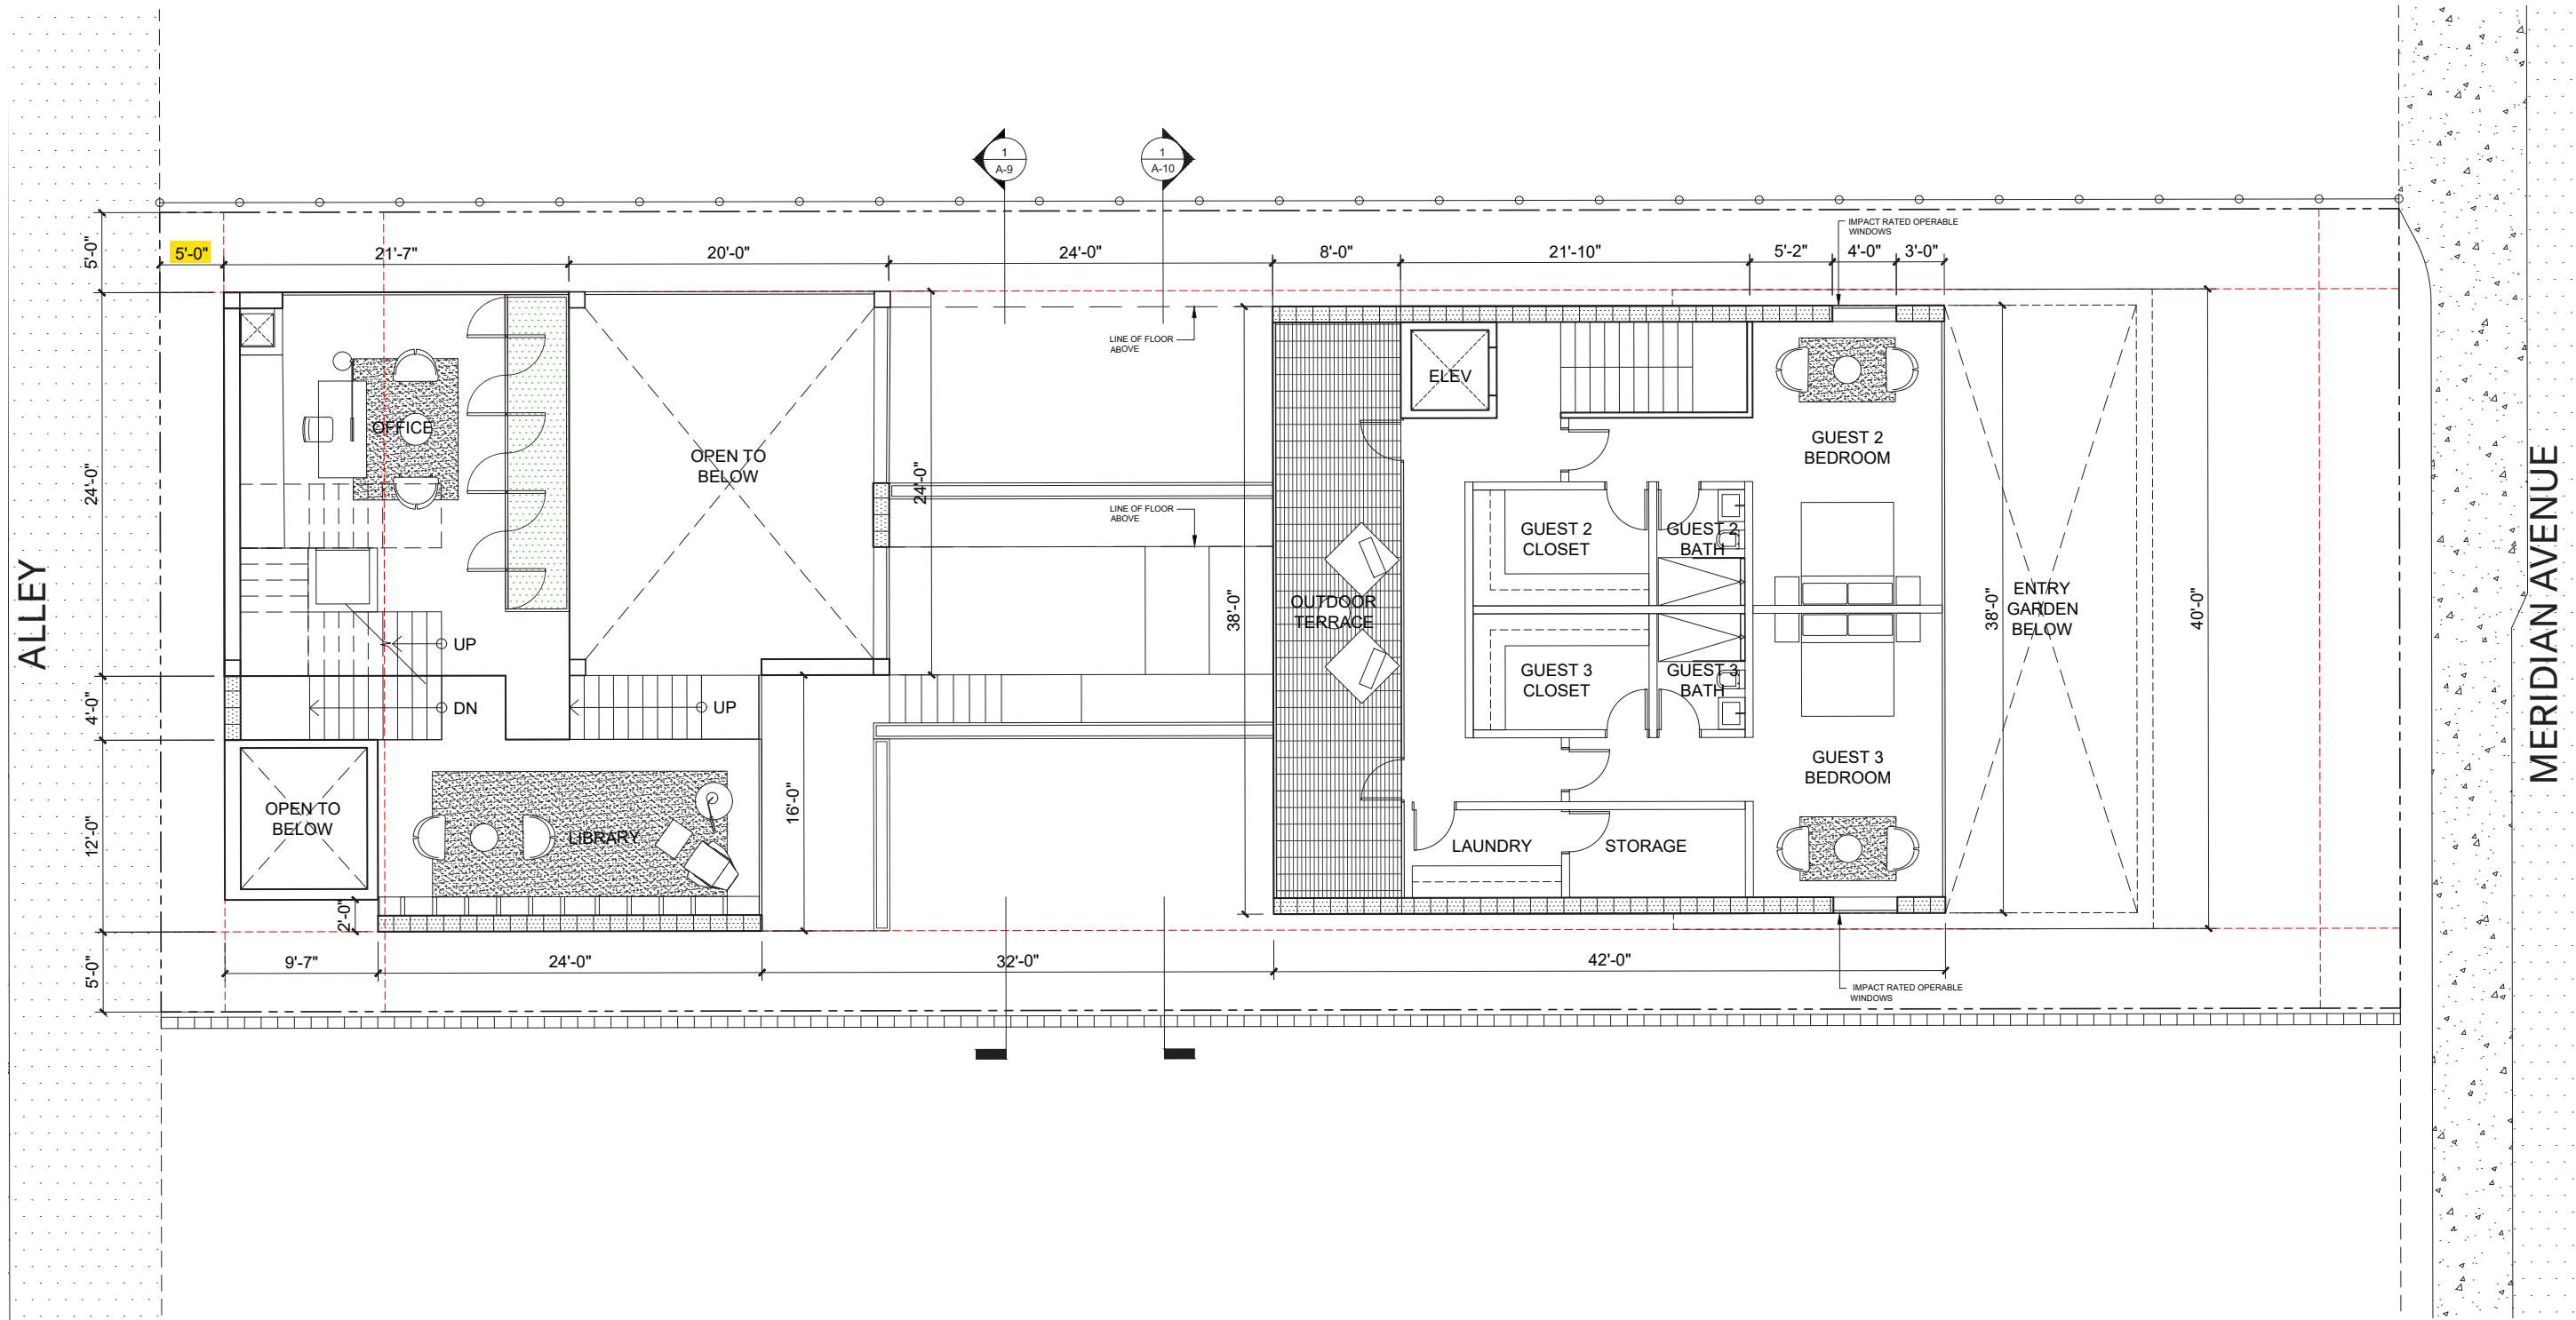 1
A-9
1
A-10
IMPACT RATED OPERABLE
WINDOWS
5'-0"
5'-0"
21'-7"
20'-0"
24'-0"
8'-0"
21'-10"
5'-2"
4'-0"
3'-0"
LINE OF FLOOR
ABOVE
ELEV
OFFICE
OPEN TO
BELOW
GUEST 2
BEDROOM
24'-0"
24'-0"
LINE OF FLOOR
ABOVE
GUEST 2
CLOSET
GUEST 2
BATH
ALLEY
OUTDOOR
TERRACE
38'-0"
38'-0"
ENTRY
GARDEN
BELOW
40'-0"
MERIDIAN AVENUE
UP
GUEST 3
CLOSET
GUEST 3
BATH
4'-0"
DN
UP
GUEST 3
BEDROOM
OPEN TO
BELOW
12'-0"
LIBRARY
16'-0"
LAUNDRY
STORAGE
2'-0"
5'-0"
9'-7"
24'-0"
32'-0"
42'-0"
IMPACT RATED OPERABLE
WINDOWS